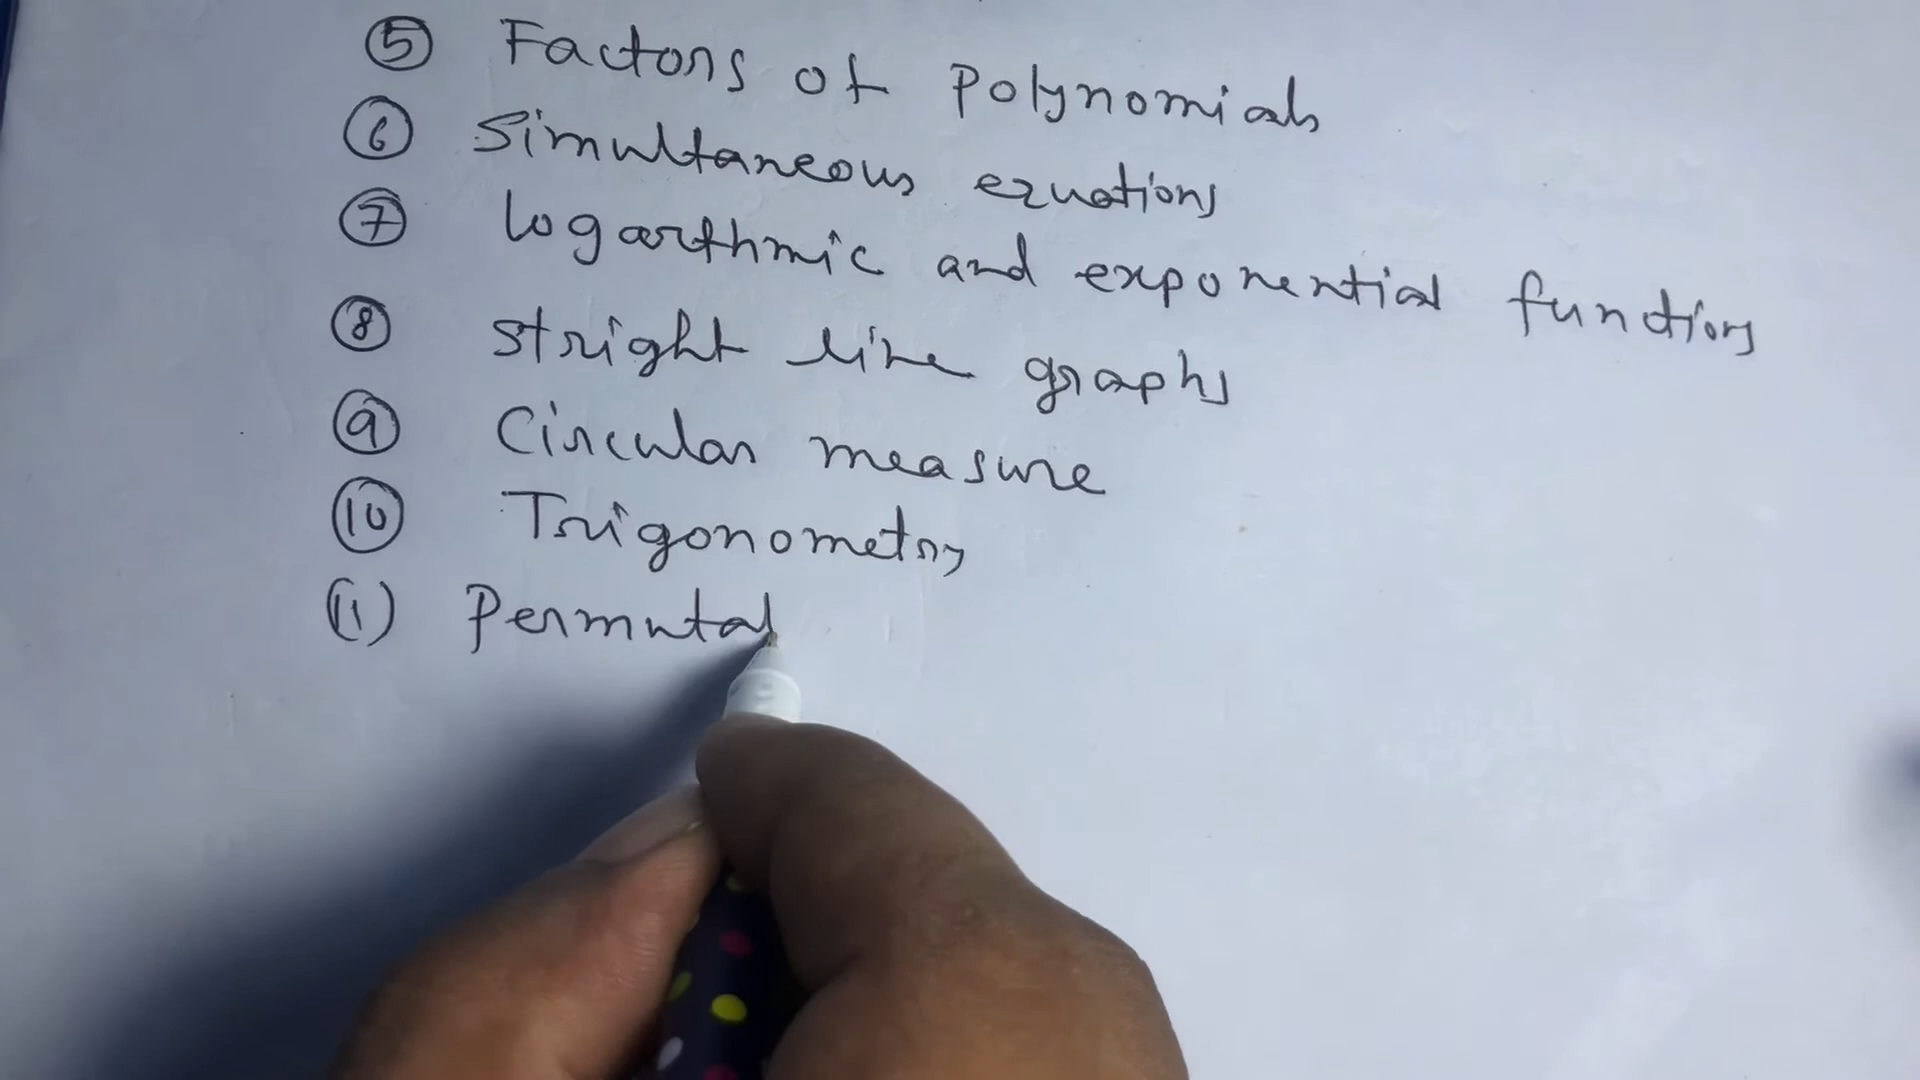 ⑤ Factors of Polynomials
⑥ Simultaneous equations
⑦ logarthmic and exponential functions
⑧ stright line graphs
⑨ Circular measure
⑩ Trigonometry
(11) Permutat